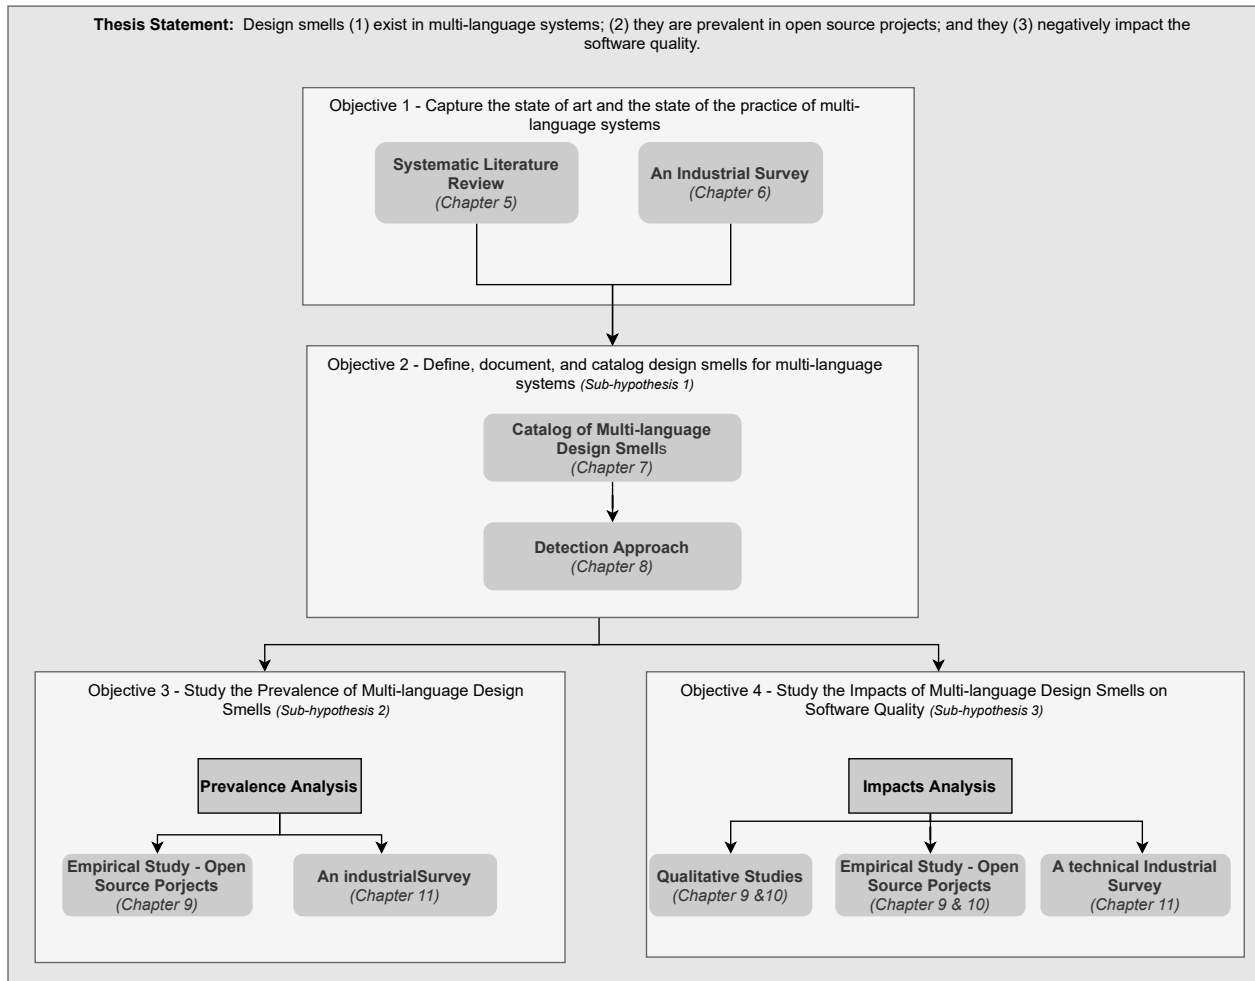 Thesis Statement: Design smells (1) exist in multi-language systems; (2) they are prevalent in open source projects; and they (3) negatively impact the
software quality.
Objective 1 - Capture the state of art and the state of the practice of multi-
language systems
Systematic Literature
Review
(Chapter 5)
An Industrial Survey
(Chapter 6)
Objective 2 - Define, document, and catalog design smells for multi-language
systems (Sub-hypothesis 1)
Catalog of Multi-language
Design Smells
(Chapter 7)
Detection Approach
(Chapter 8)
Objective 3 - Study the Prevalence of Multi-language Design
Smells (Sub-hypothesis 2)
Prevalence Analysis
Empirical Study - Open
Source Porjects
(Chapter 9)
An industrialSurvey
(Chapter 11)
Objective 4 - Study the Impacts of Multi-language Design Smells on
Software Quality (Sub-hypothesis 3)
Impacts Analysis
Qualitative Studies
(Chapter 9 &10)
Empirical Study - Open
Source Porjects
(Chapter 9 & 10)
A technical Industrial
Survey
(Chapter 11)